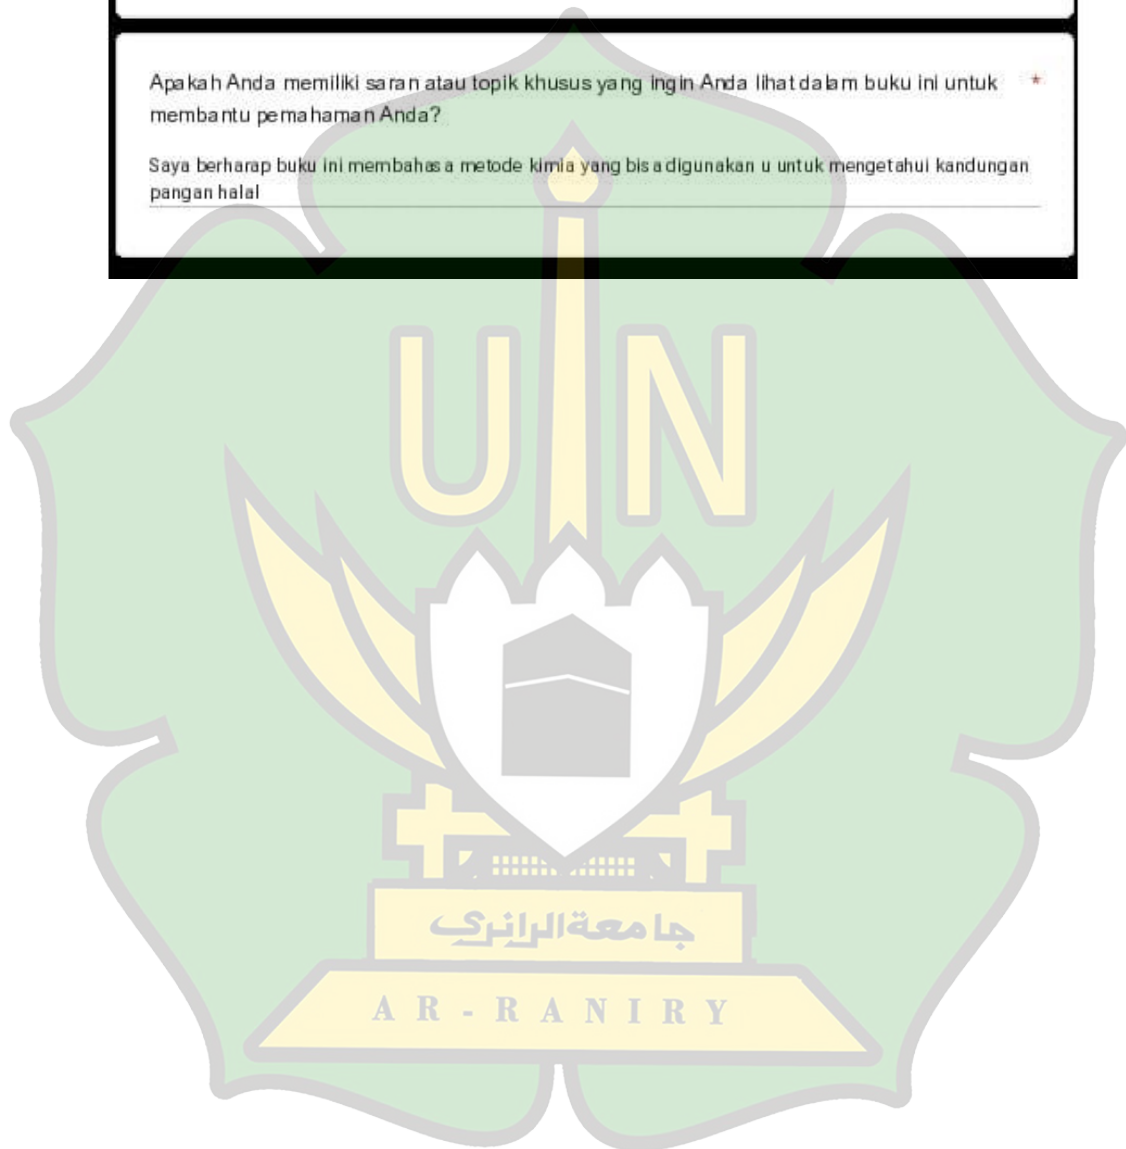 Apakah Anda memiliki saran atau topik khusus yang ingin Anda lihat dalam buku ini untuk *
membantu pemahaman Anda?
Saya berharap buku ini membahas a metode kimia yang bisa digunakan u untuk mengetahui kandungan
pangan halal
UIN
جامعةالرانري
AR-RANIRY